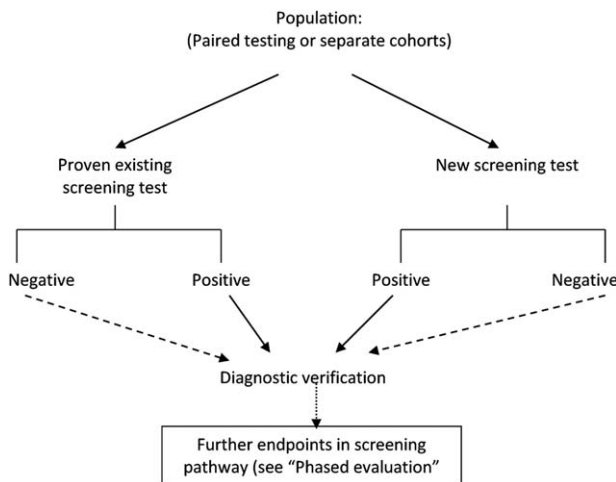 Population:
(Paired testing or separate cohorts)
Proven existing
screening test
New screening test
Negative
Positive
Positive
Negative
Diagnostic verification
Further endpoints in screening
pathway (see “Phased evaluation”